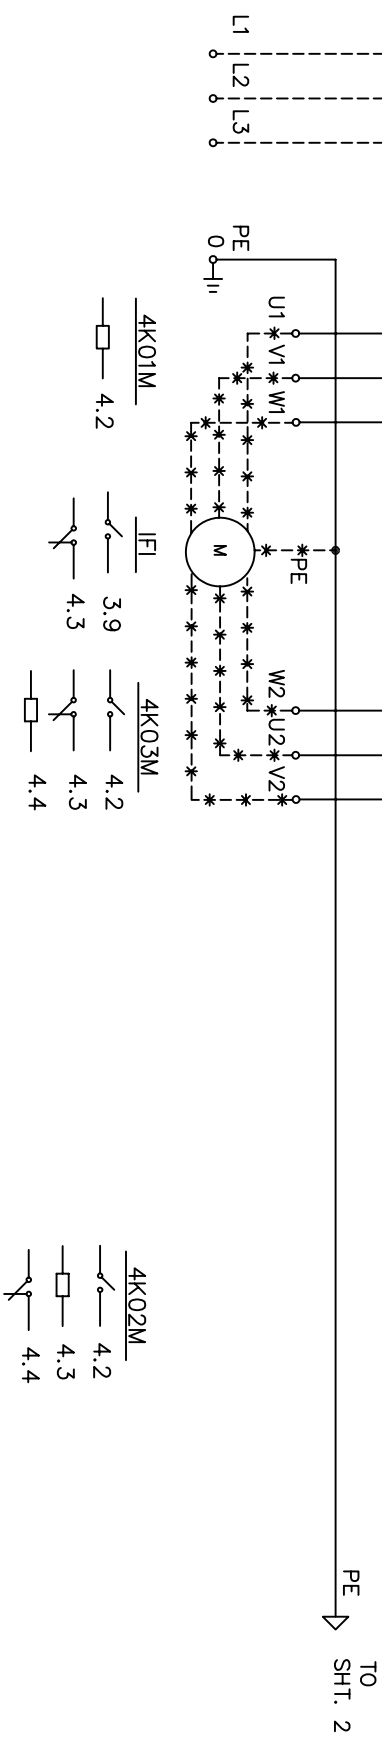 L1
L2
L3
PE
0
U1
V1
W1
M
PE
W2
U2
V2
4K01M
4.2
IFI
3.9
4.3
4K03M
4.2
4.3
4.4
4K02M
4.2
4.3
4.4
PE
TO
SHT. 2